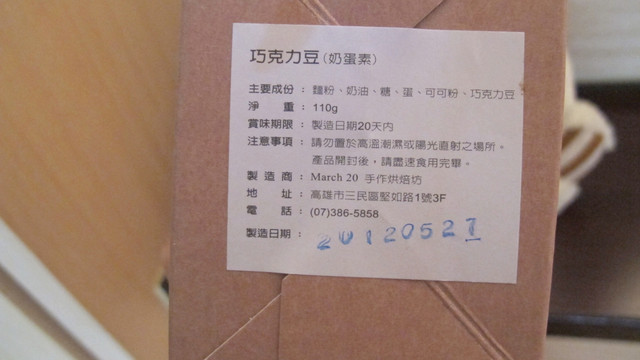 巧克力豆(奶蛋素)
主要成份：麵粉、奶油、糖、蛋、可可粉、巧克力豆
淨重：110g
賞味期限：製造日期20天內
注意事項：請勿置於高溫潮濕或陽光直射之場所。
產品開封後，請盡速食用完畢。
製造商：March 20 手作烘焙坊
地址：高雄市三民區堅如路1號3F
電話：(07)386-5858
製造日期：20120527